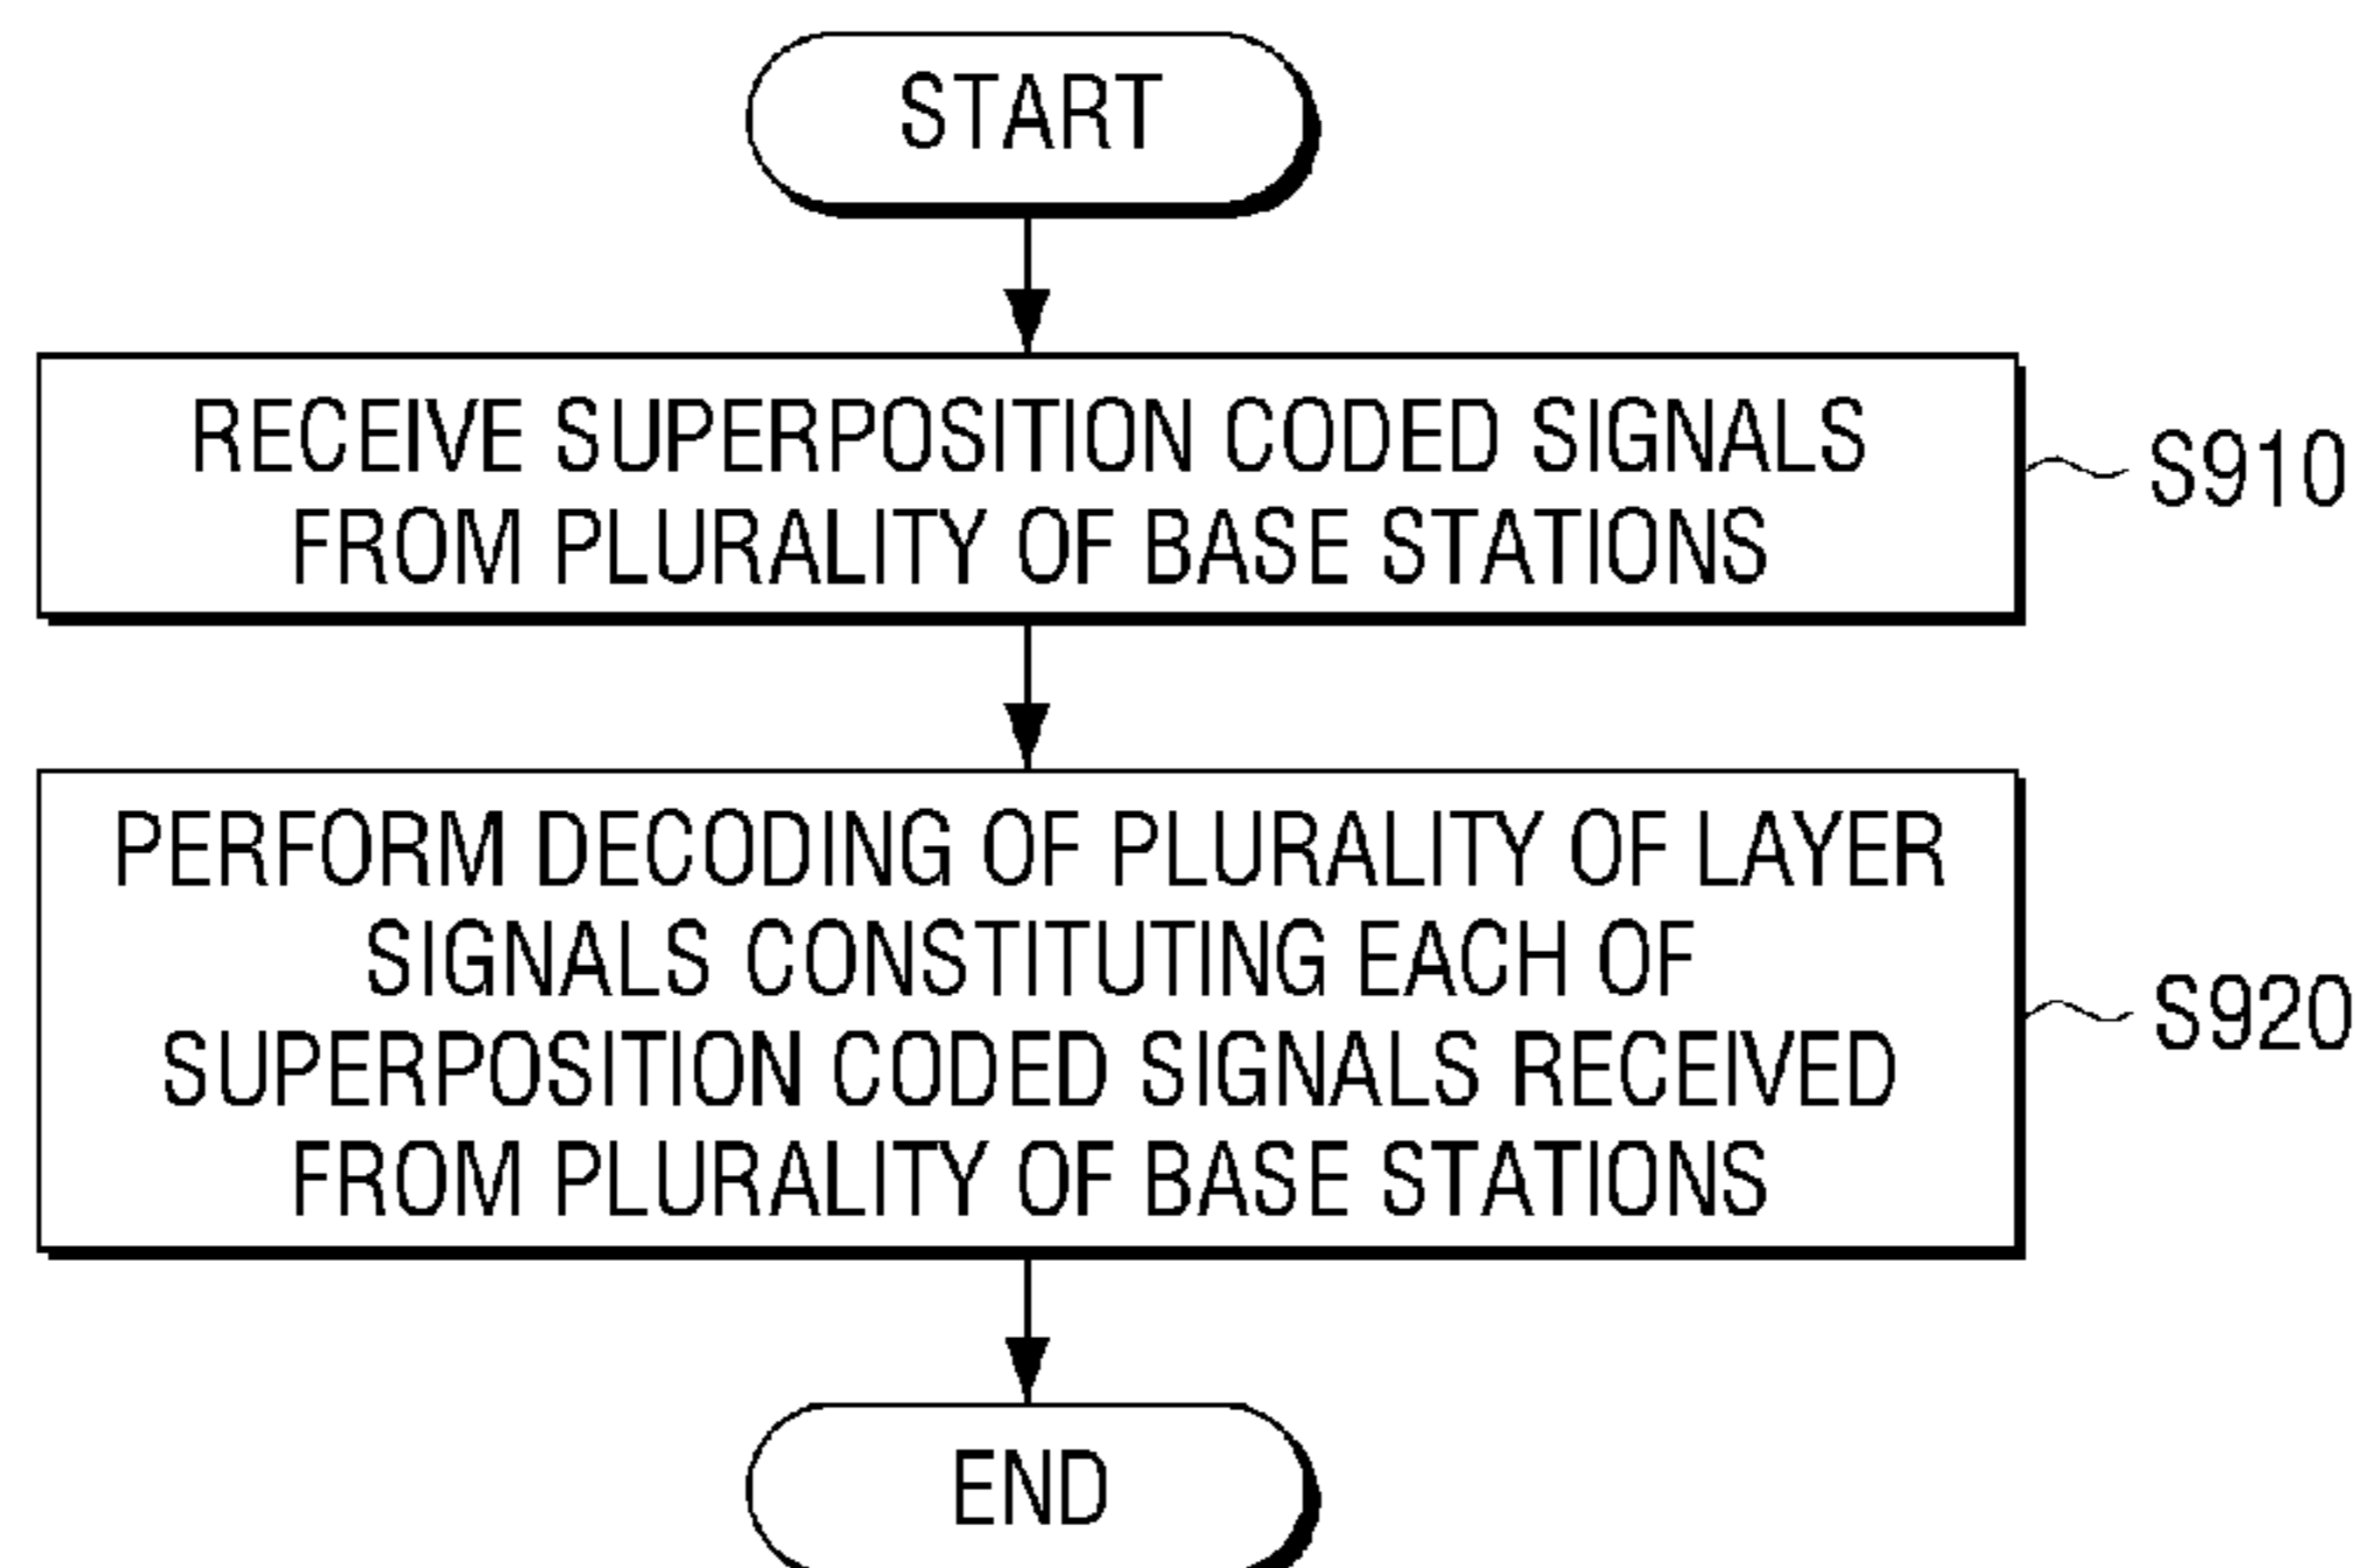 START
RECEIVE SUPERPOSITION CODED SIGNALS
FROM PLURALITY OF BASE STATIONS
S910
PERFORM DECODING OF PLURALITY OF LAYER
SIGNALS CONSTITUTING EACH OF
SUPERPOSITION CODED SIGNALS RECEIVED
FROM PLURALITY OF BASE STATIONS
S920
END